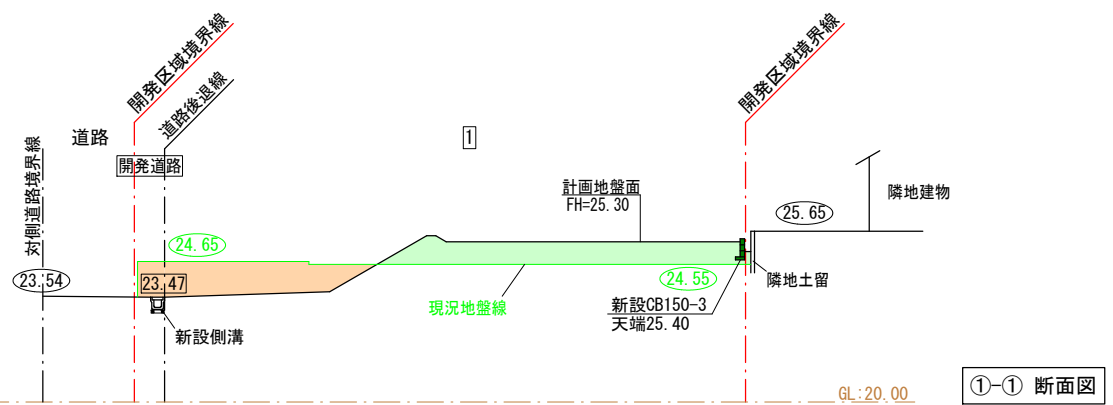 開発区域境界線
道路後退線
対側道路境界線
道路
開発道路
1
開発区域境界線
計画地盤面
FH=25.30
25.65
隣地建物
24.65
23.54
23.47
24.55
隣地土留
現況地盤線
新設CB150-3
天端25.40
新設側溝
GL:20.00
①-① 断面図